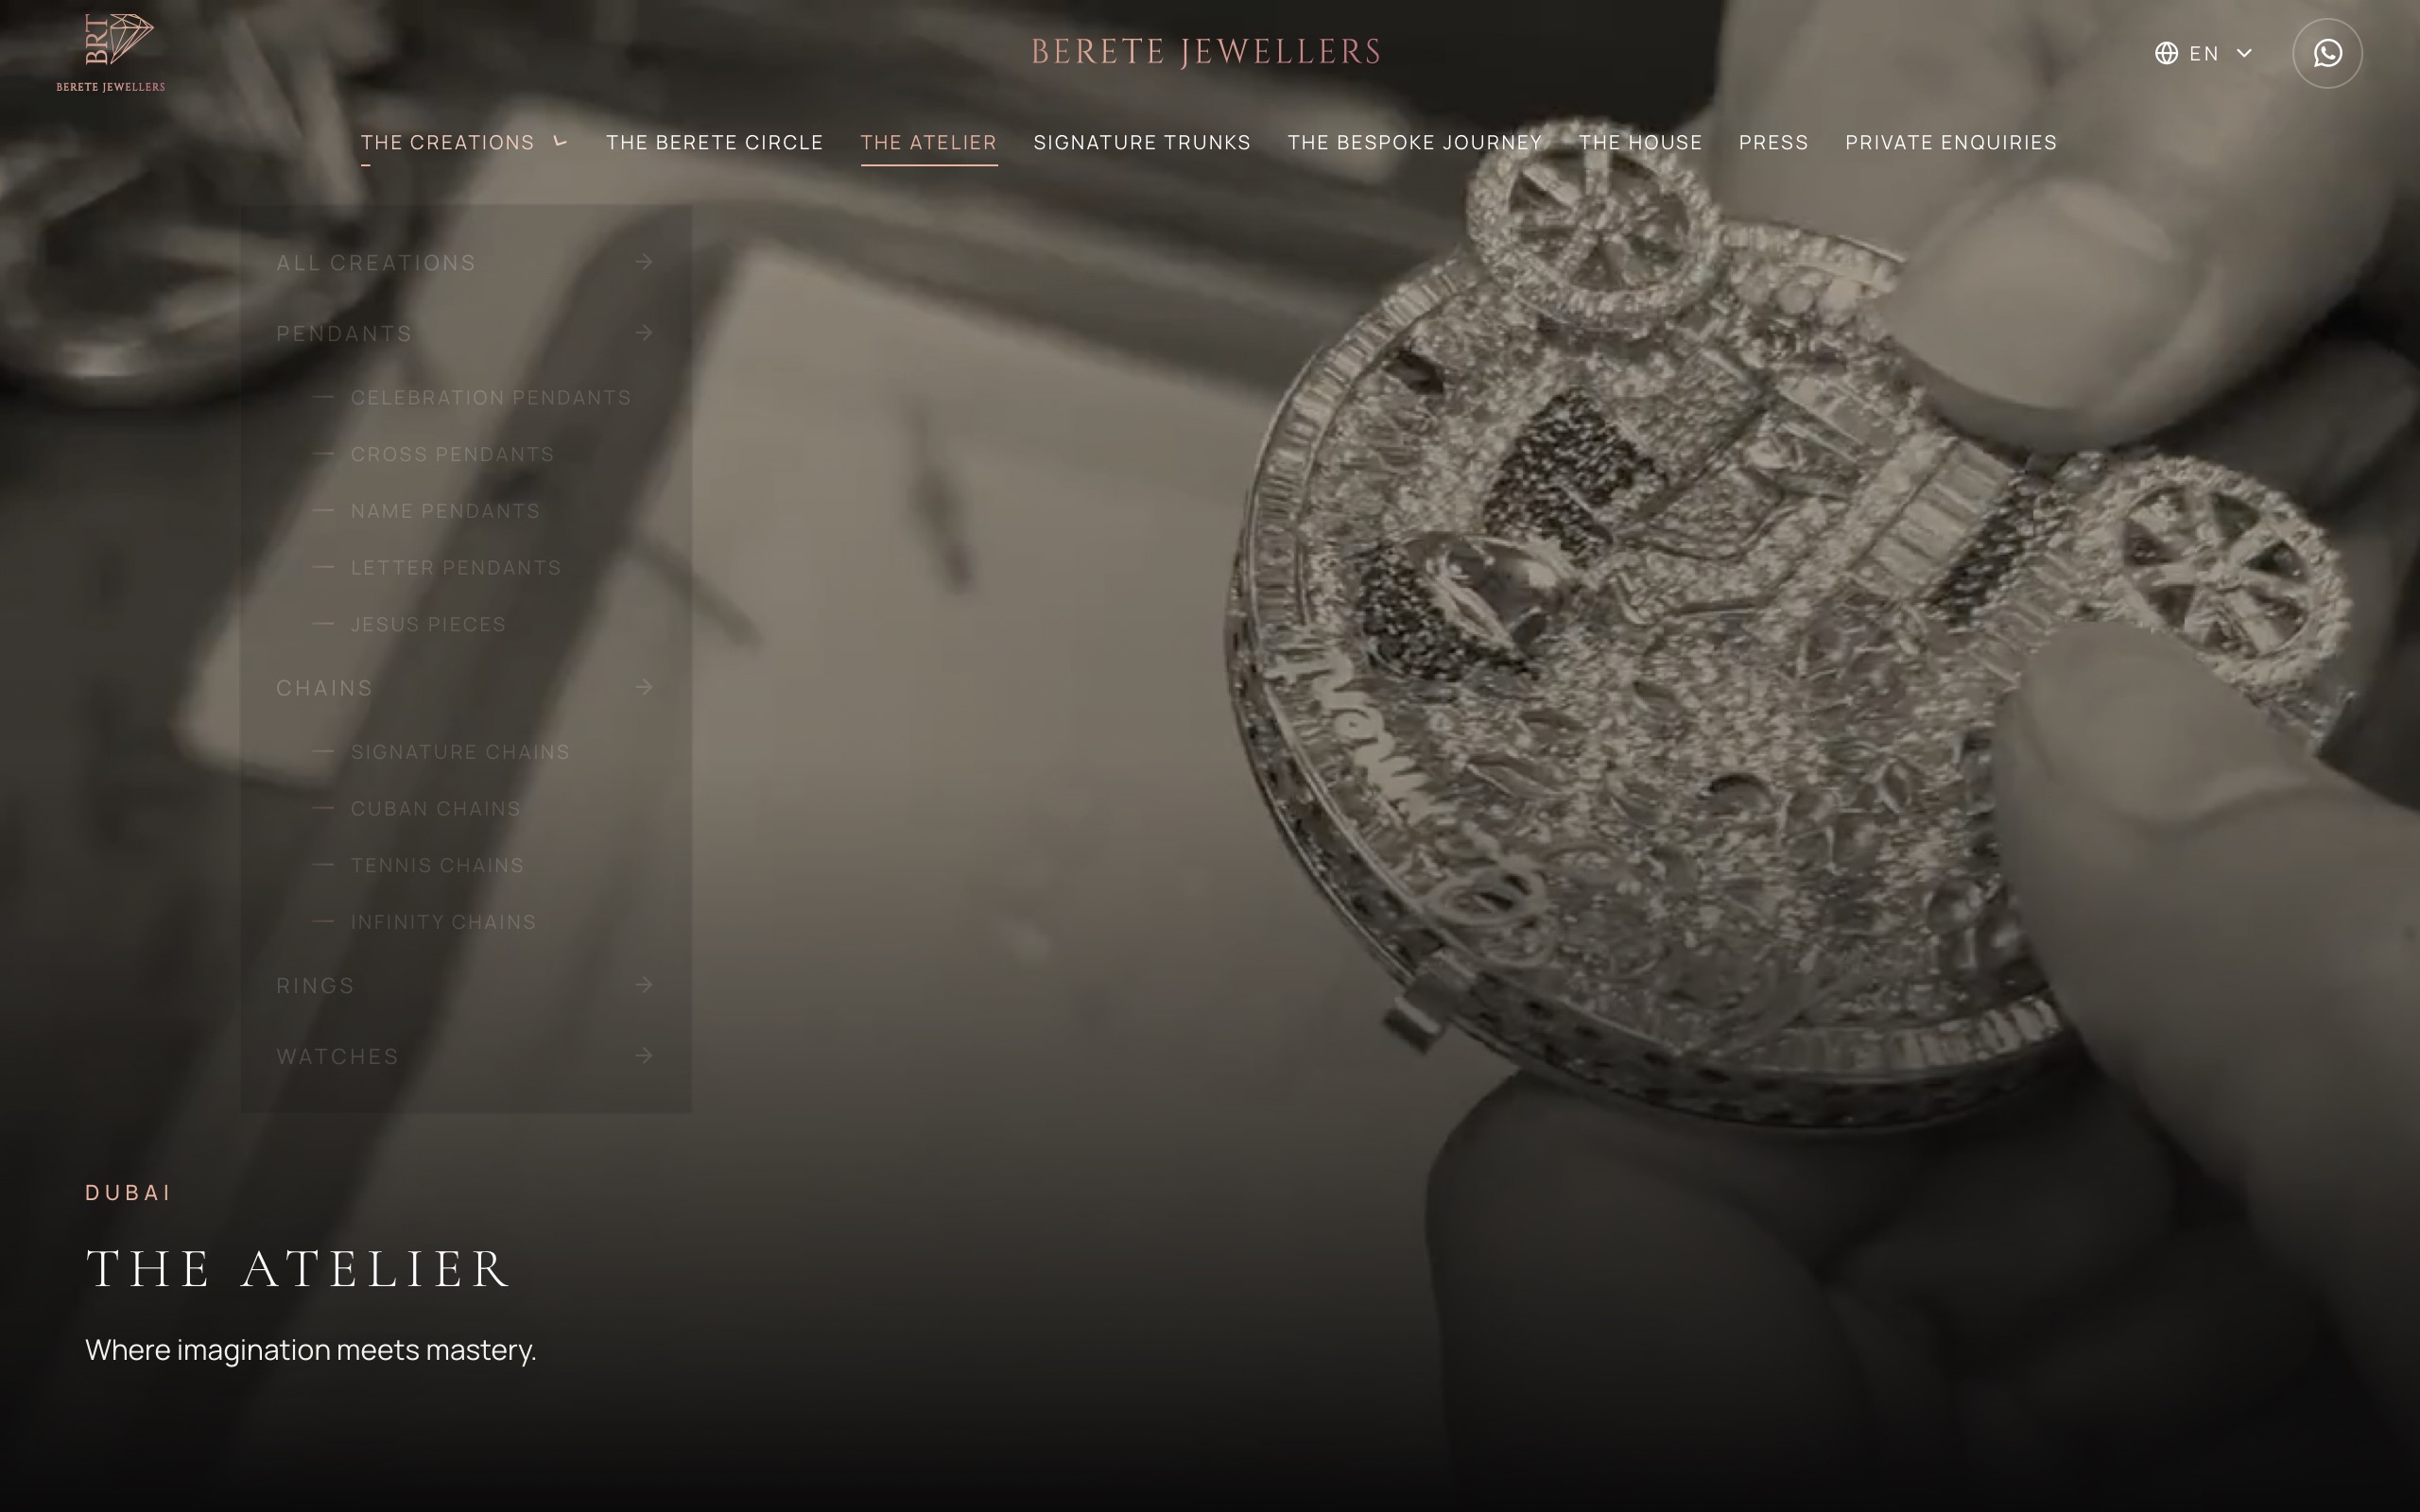 BRT
BERETE JEWELLERS
BERETE JEWELLERS
EN
THE CREATIONS
THE BERETE CIRCLE
THE ATELIER
SIGNATURE TRUNKS
THE BESPOKE JOURNEY
THE HOUSE
PRESS
PRIVATE ENQUIRIES
ALL CREATIONS
PENDANTS
CELEBRATION PENDANTS
CROSS PENDANTS
NAME PENDANTS
LETTER PENDANTS
JESUS PIECES
CHAINS
SIGNATURE CHAINS
CUBAN CHAINS
TENNIS CHAINS
INFINITY CHAINS
RINGS
WATCHES
DUBAI
THE ATELIER
Where imagination meets mastery.